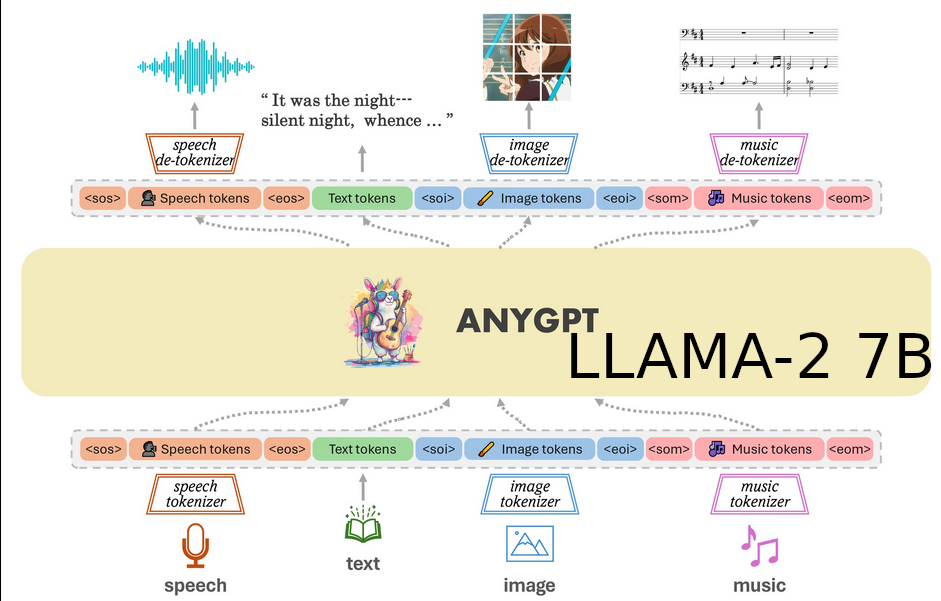 “ It was the night---
silent night, whence ... ”
speech
de-tokenizer
image
de-tokenizer
music
de-tokenizer
<sos> Speech tokens <eos> Text tokens <soi> Image tokens <eoi> <som> Music tokens <eom>
ANYGPT
LLAMA-2 7B
<sos> Speech tokens <eos> Text tokens <soi> Image tokens <eoi> <som> Music tokens <eom>
speech
tokenizer
image
tokenizer
music
tokenizer
speech
text
image
music